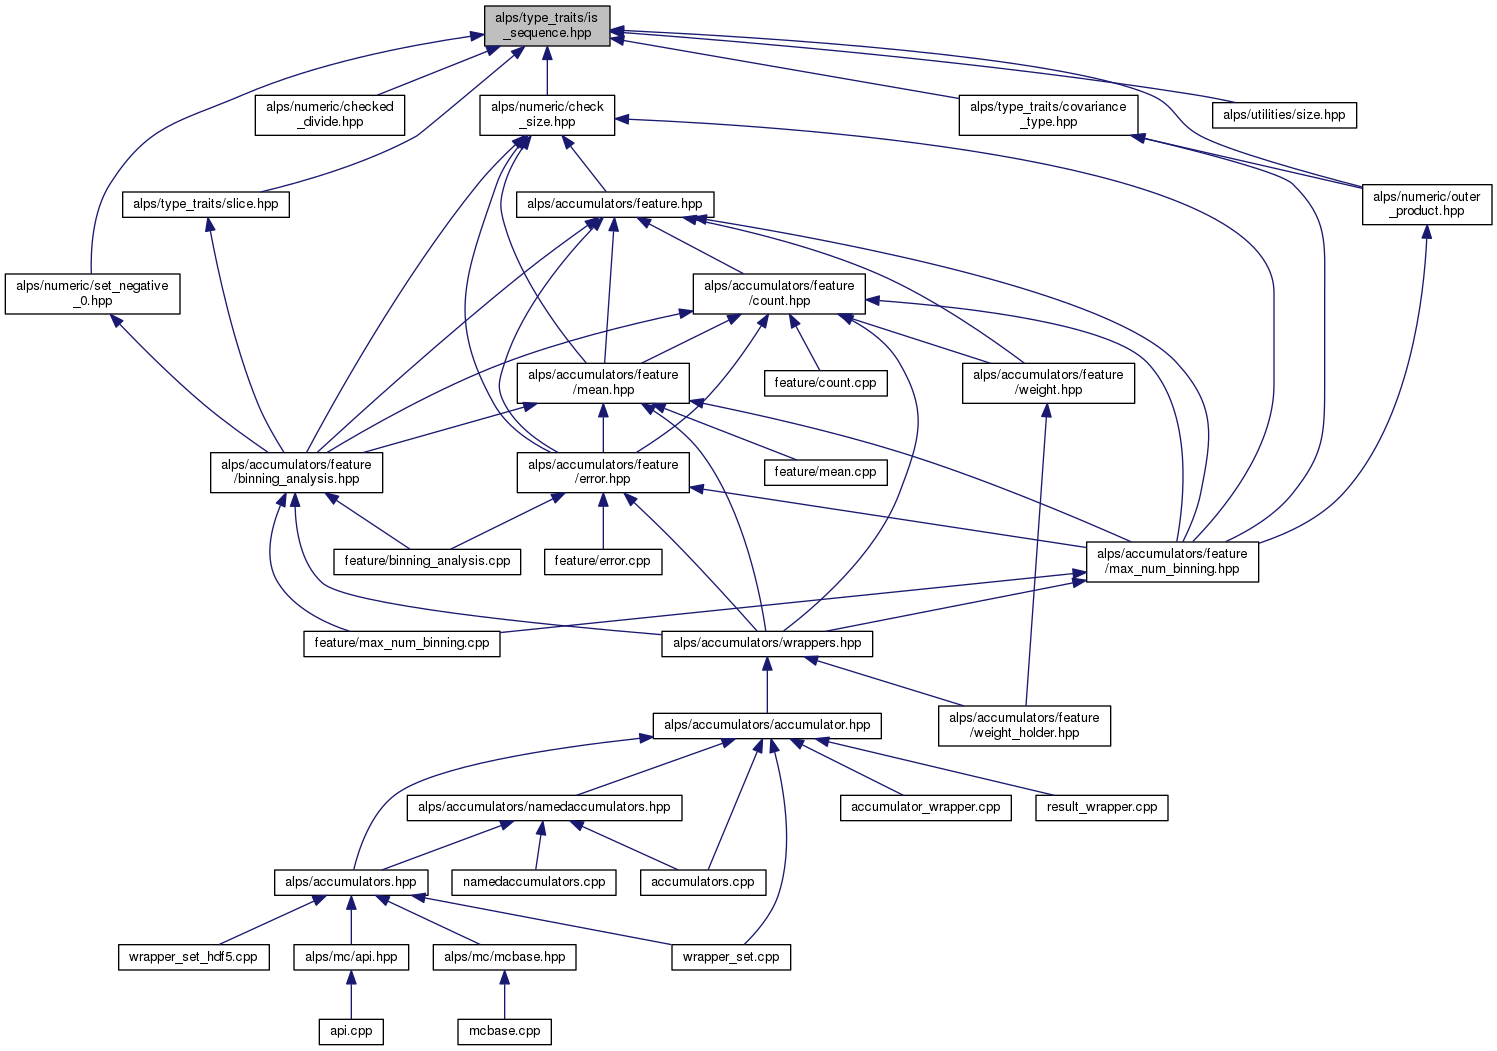 alps/type_traits/is
_sequence.hpp
alps/numeric/checked
_divide.hpp
alps/numeric/check
_size.hpp
alps/type_traits/covariance
_type.hpp
alps/utilities/size.hpp
alps/type_traits/slice.hpp
alps/accumulators/feature.hpp
alps/numeric/outer
_product.hpp
alps/numeric/set_negative
_0.hpp
alps/accumulators/feature
/count.hpp
alps/accumulators/feature
/mean.hpp
feature/count.cpp
alps/accumulators/feature
/weight.hpp
alps/accumulators/feature
/binning_analysis.hpp
alps/accumulators/feature
/error.hpp
feature/mean.cpp
feature/binning_analysis.cpp
feature/error.cpp
alps/accumulators/feature
/max_num_binning.hpp
feature/max_num_binning.cpp
alps/accumulators/wrappers.hpp
alps/accumulators/accumulator.hpp
alps/accumulators/feature
/weight_holder.hpp
alps/accumulators/namedaccumulators.hpp
accumulator_wrapper.cpp
result_wrapper.cpp
alps/accumulators.hpp
namedaccumulators.cpp
accumulators.cpp
wrapper_set_hdf5.cpp
alps/mc/api.hpp
alps/mc/mcbase.hpp
wrapper_set.cpp
api.cpp
mcbase.cpp